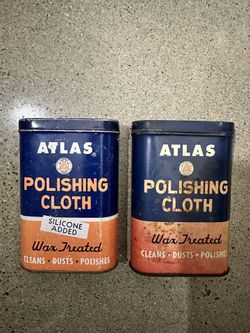 ATLAS
POLISHING
CLOTH
SILICONE
ADDED
Wax Treated
CLEANS · DUSTS · POLISHES
ATLAS
POLISHING
CLOTH
Wax Treated
CLEANS · DUSTS · POLISHES